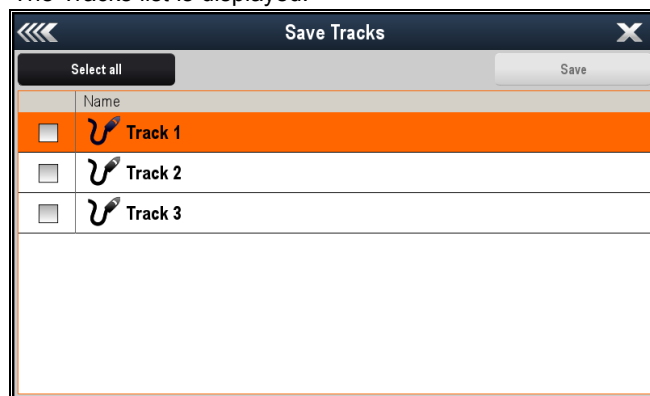 The Tracks list is displayed.
Save Tracks
Select all
Save
Name
Track 1
Track 2
Track 3